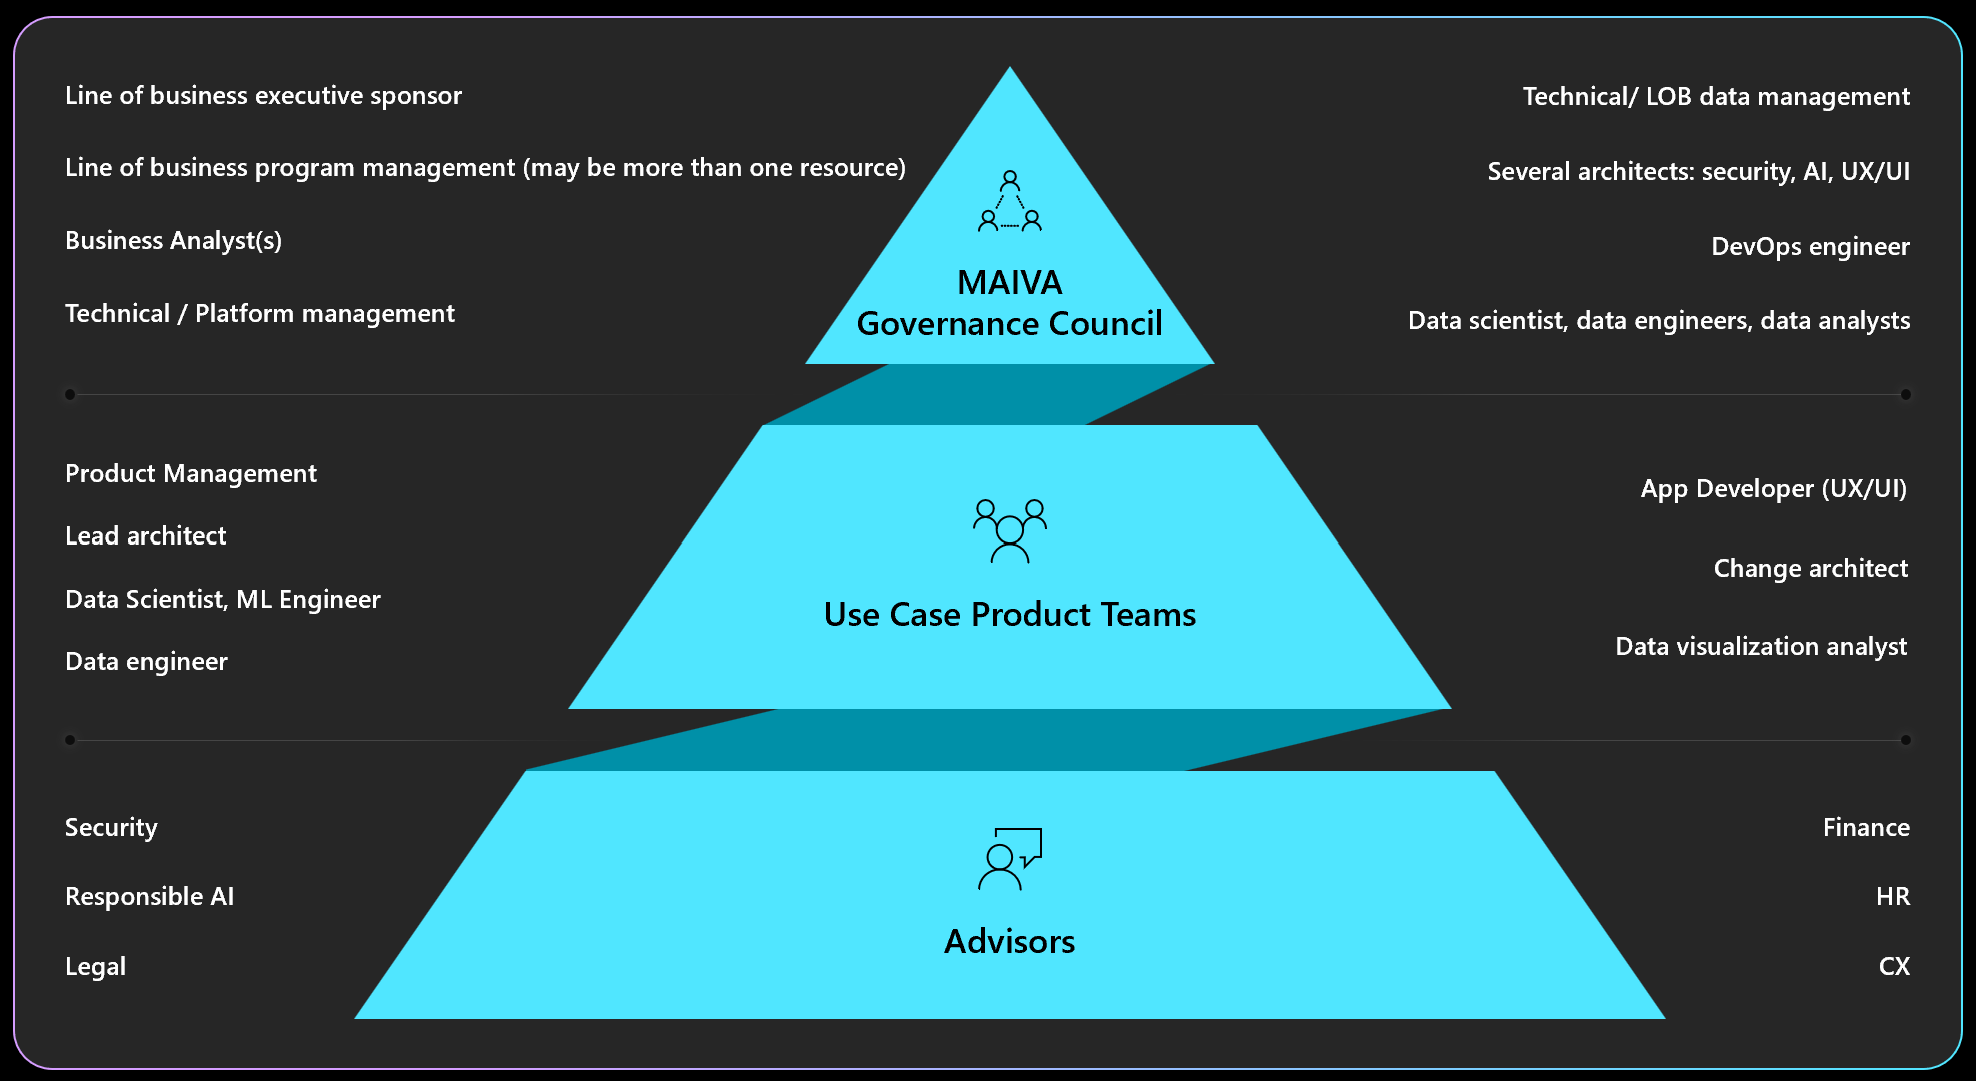 Line of business executive sponsor
Line of business program management (may be more than one resource)
Business Analyst(s)
Technical / Platform management
MAIVA
Governance Council
Technical/ LOB data management
Several architects: security, AI, UX/UI
DevOps engineer
Data scientist, data engineers, data analysts
Product Management
Lead architect
Data Scientist, ML Engineer
Data engineer
Use Case Product Teams
App Developer (UX/UI)
Change architect
Data visualization analyst
Security
Responsible AI
Legal
Advisors
Finance
HR
CX